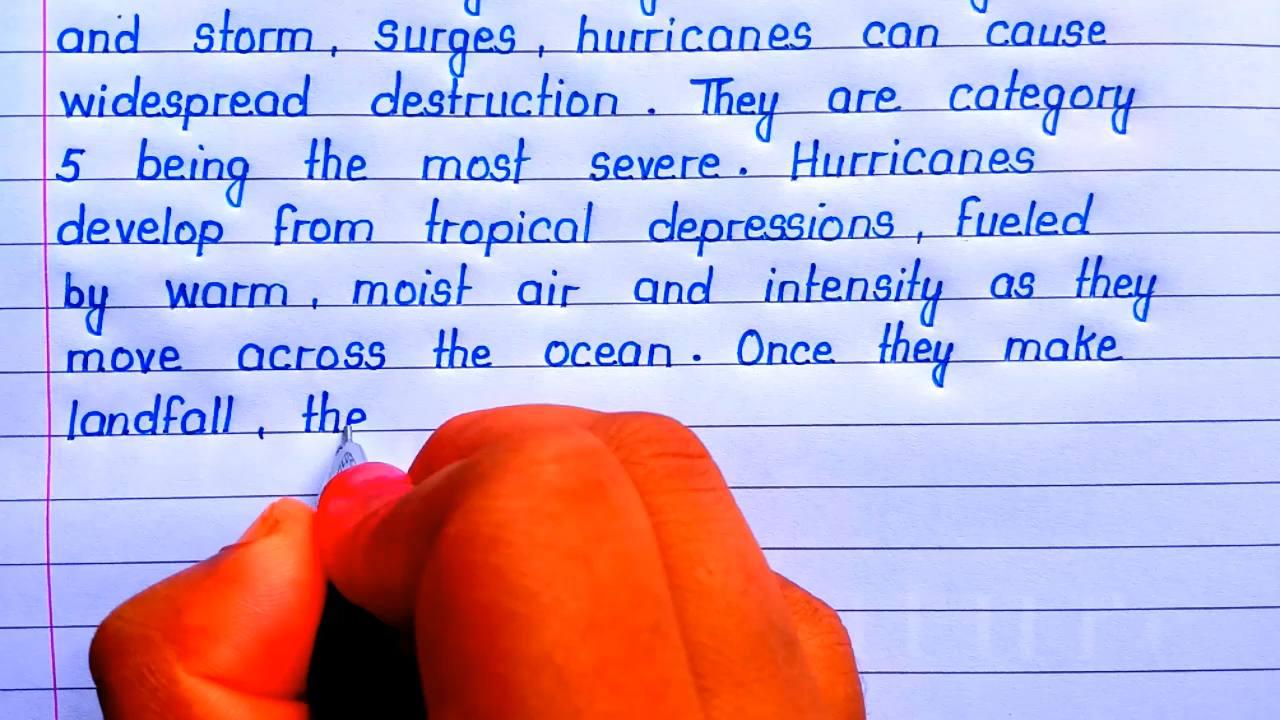 and storm, surges, hurricanes can cause
widespread destruction. They are category
5 being the most severe. Hurricanes
develop from tropical depressions, fueled
by warm, moist air and intensity as they
move across the ocean. Once they make
landfall, the